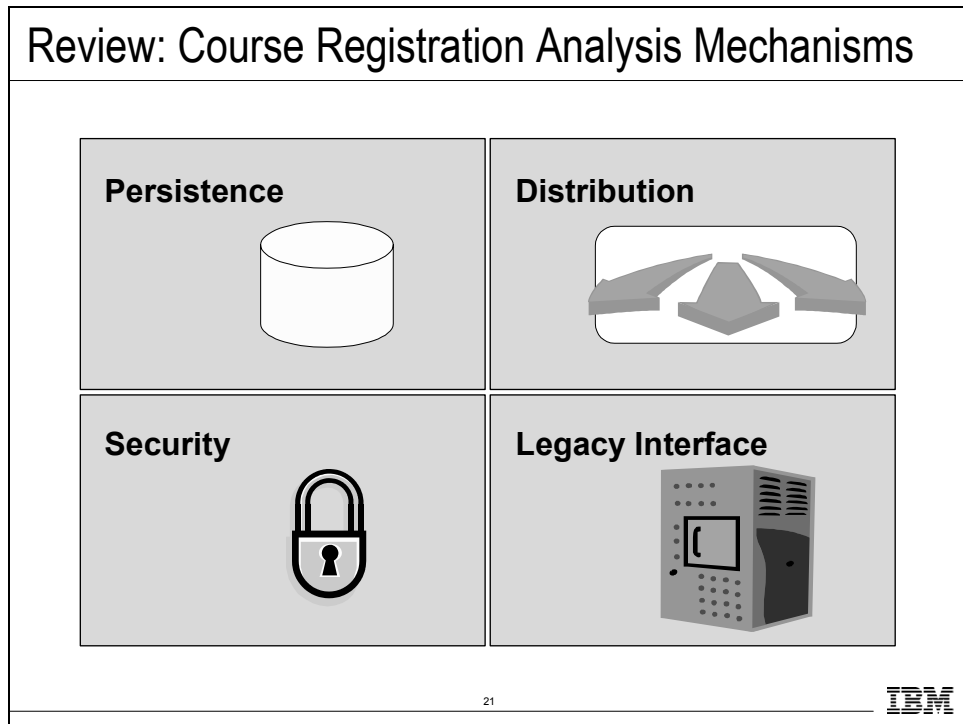 Review: Course Registration Analysis Mechanisms
Persistence
Distribution
Security
Legacy Interface
21
IBM